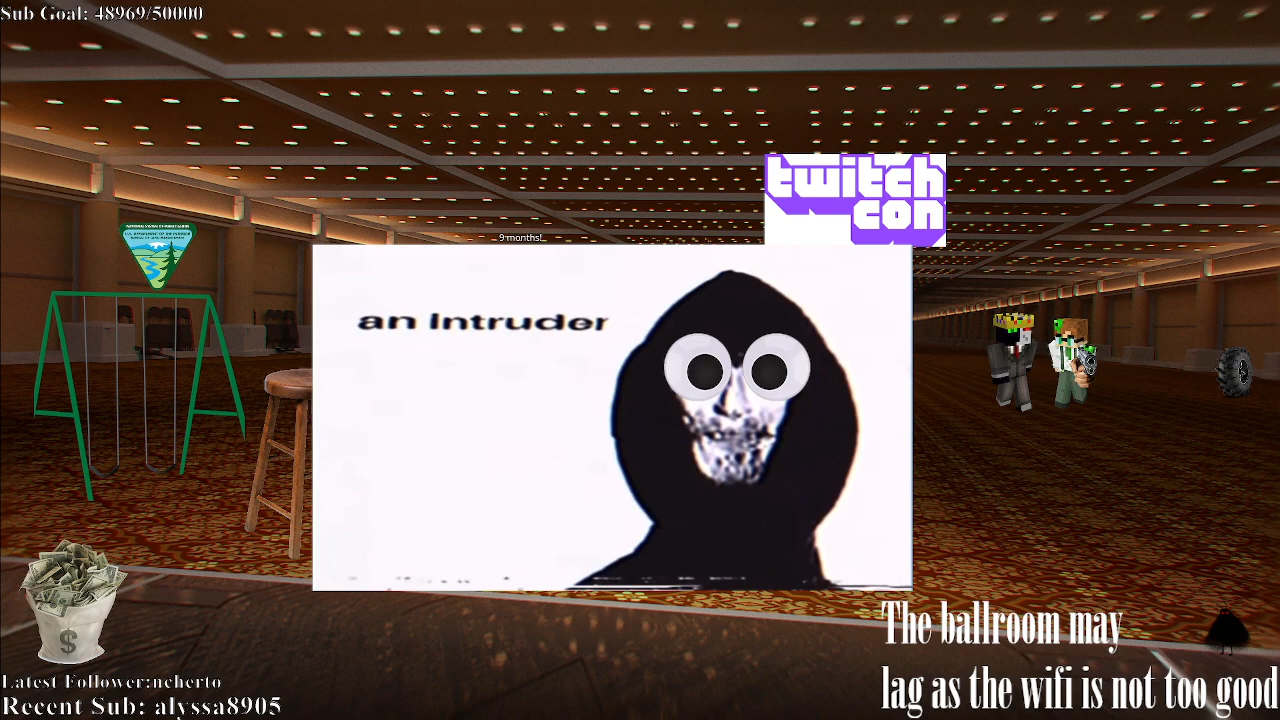 Sub Goal: 48969/50000
twitch
con
9 months!
an Intruder
$
The ballroom may
lag as the wifi is not too good
Latest Follower:ncherto
Recent Sub: alyssa8905